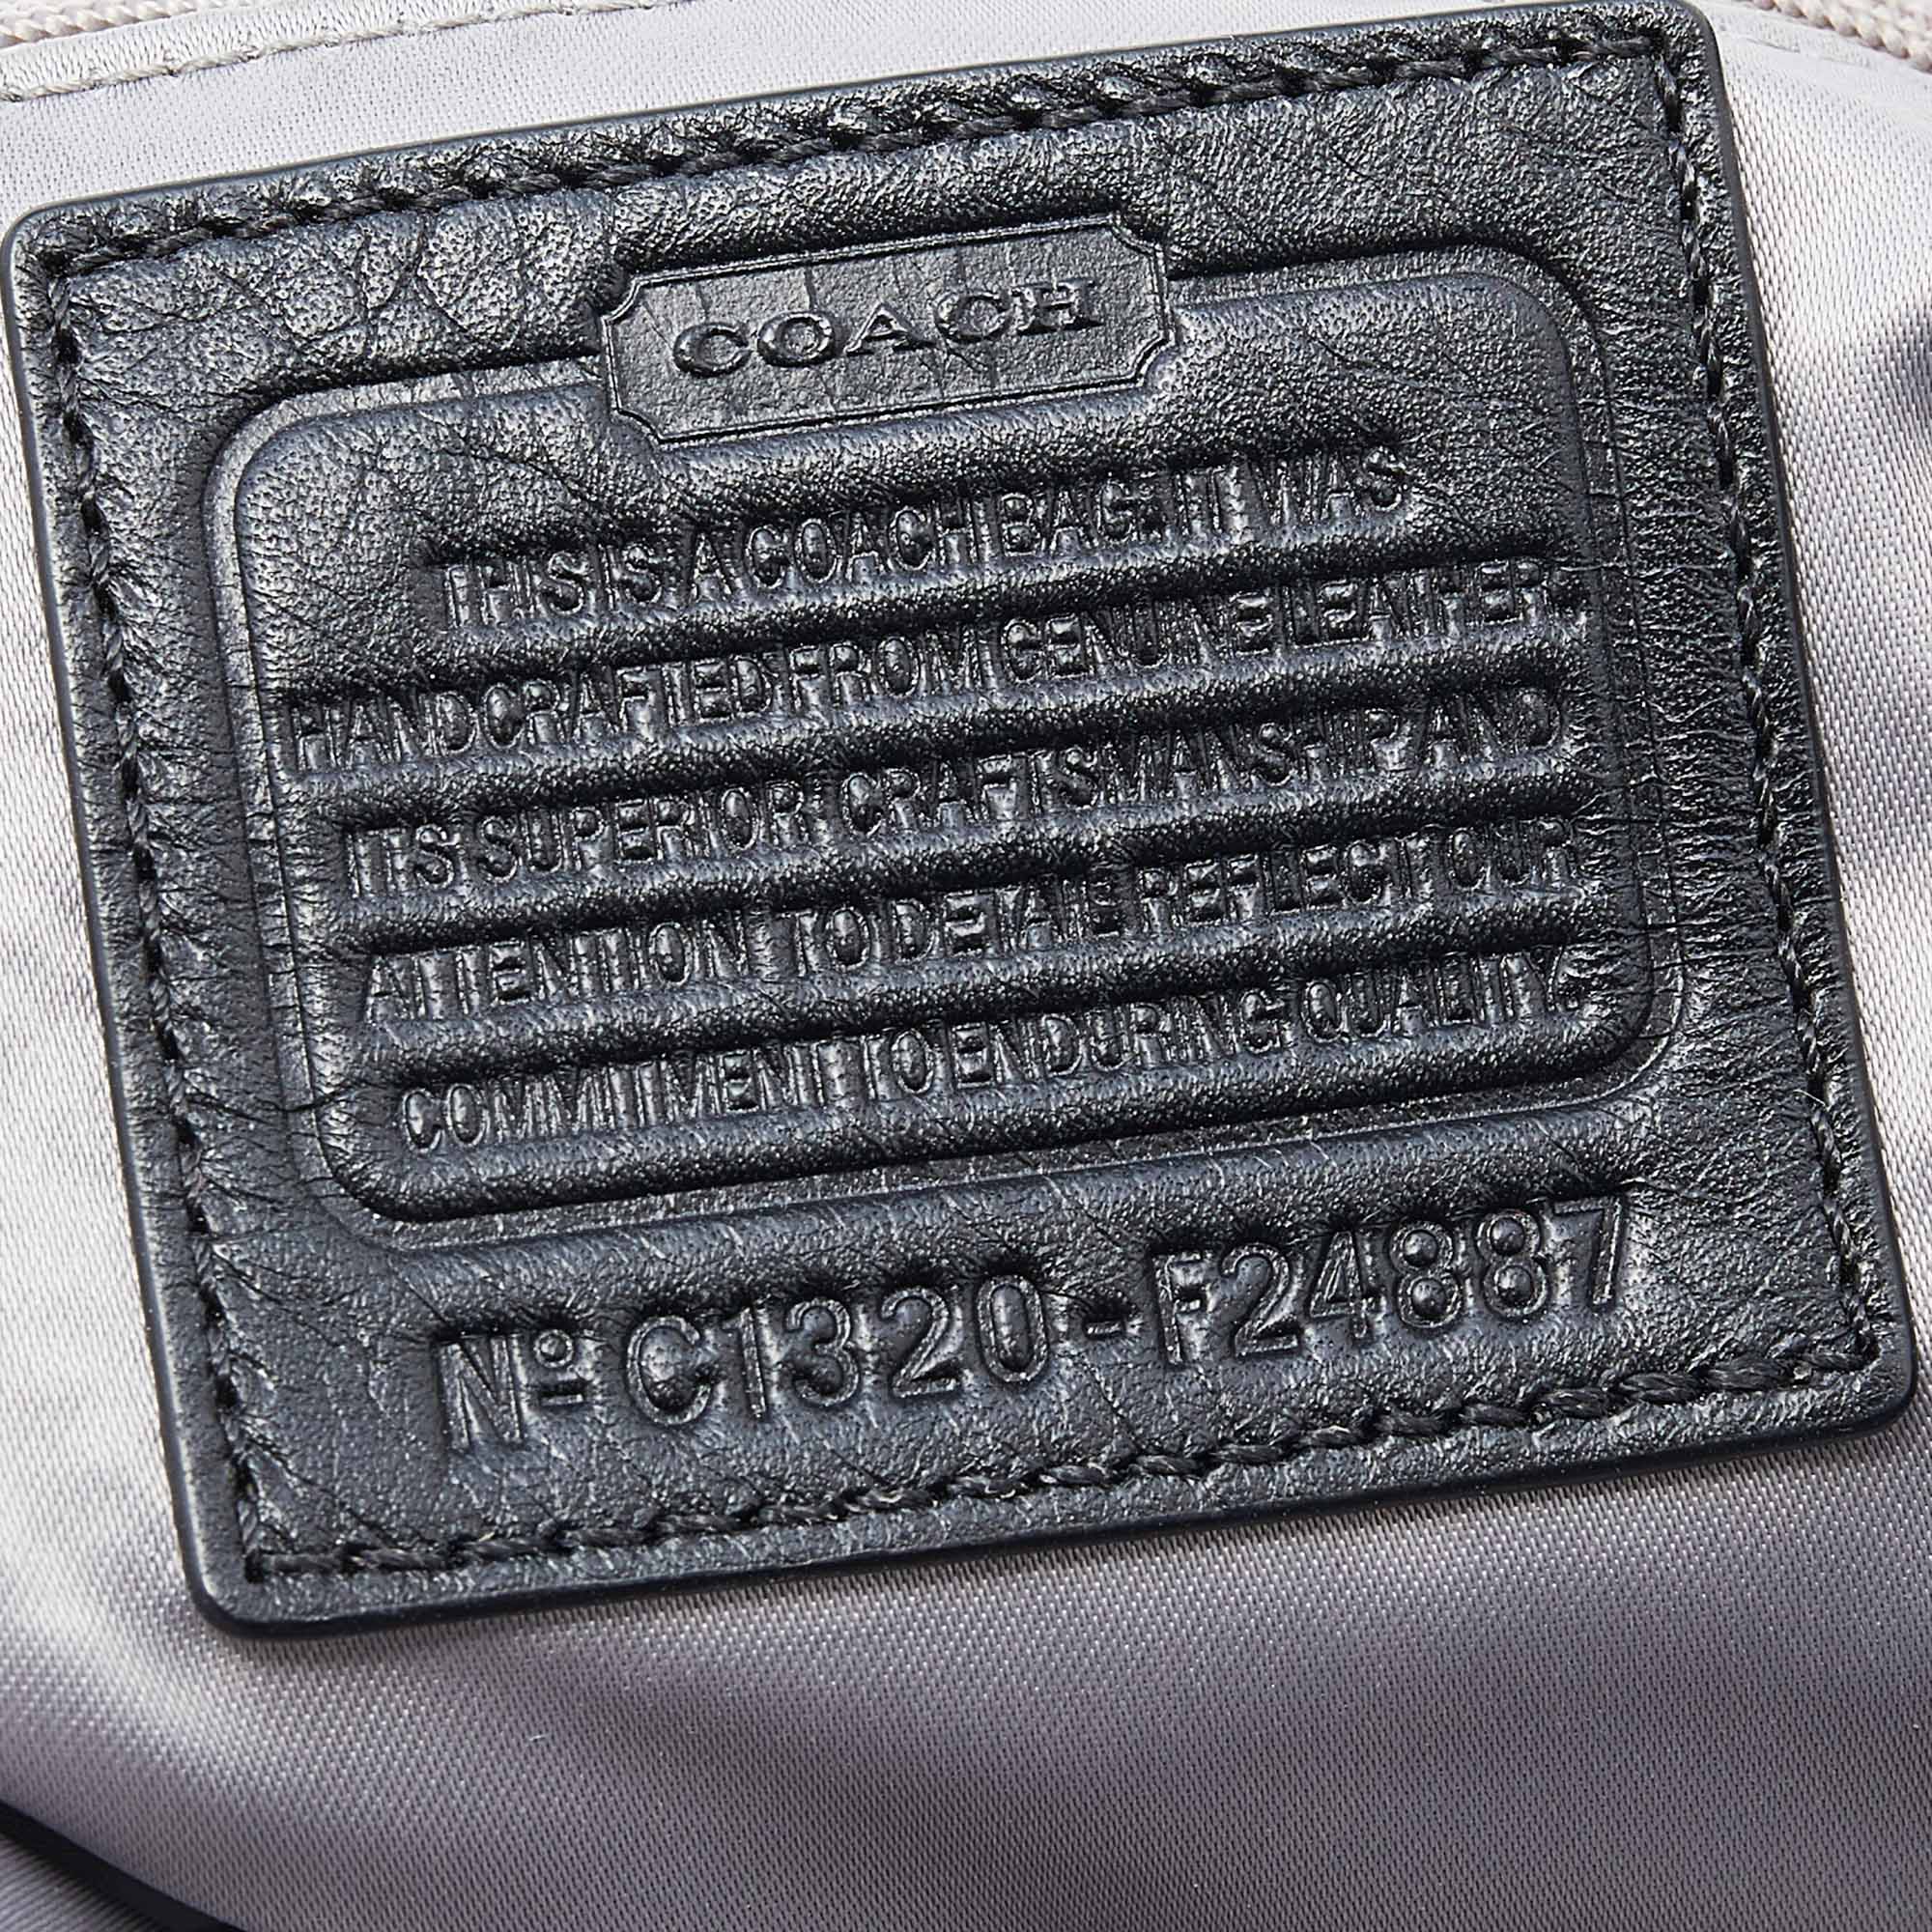 COACH
THIS IS A COACH BAG. IT WAS
HANDCRAFTED FROM GENUINE LEATHER.
ITS SUPERIOR CRAFTSMANSHIP AND
ATTENTION TO DETAIL REFLECT OUR
COMMITMENT TO ENDURING QUALITY.
Nº C1320-F24887